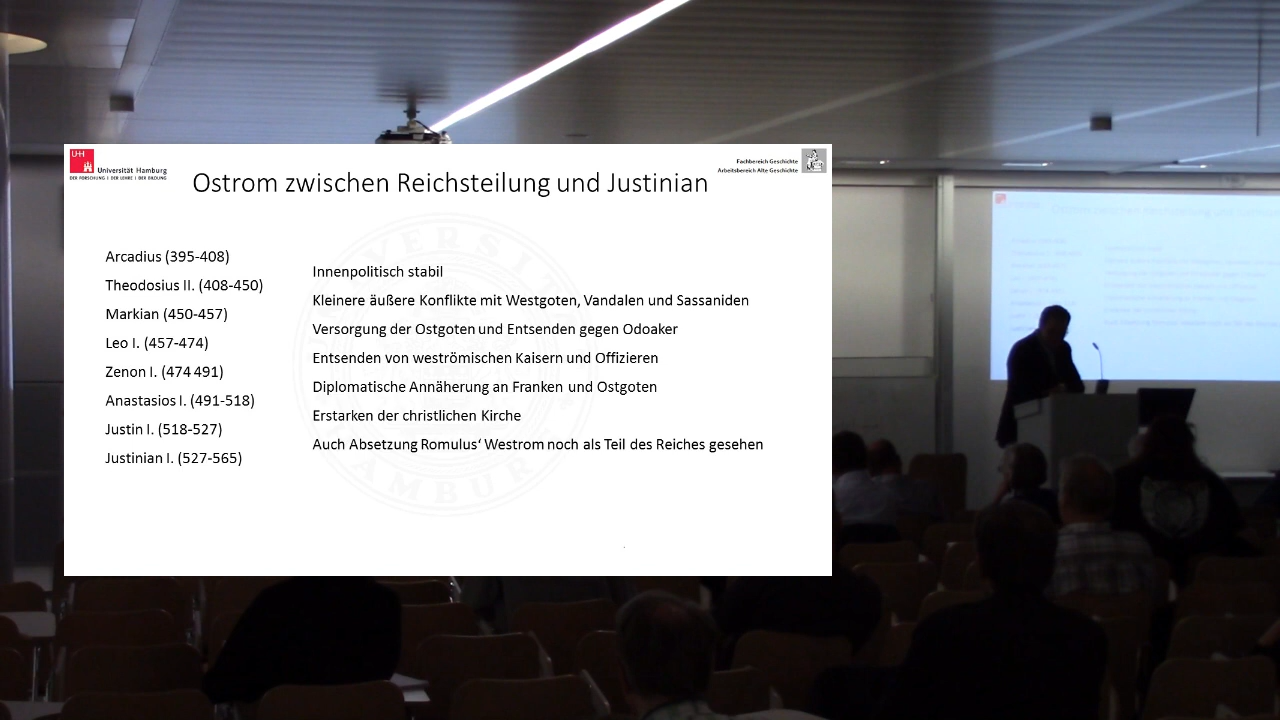 UH
Universität Hamburg
DER FORSCHUNG | DER LEHRE | DER BILDUNG
Fachbereich Geschichte
Arbeitsbereich Alte Geschichte
Ostrom zwischen Reichsteilung und Justinian
Arcadius (395-408)
Theodosius II. (408-450)
Markian (450-457)
Leo I. (457-474)
Zenon I. (474 491)
Anastasios I. (491-518)
Justin I. (518-527)
Justinian I. (527-565)
Innenpolitisch stabil
Kleinere äußere Konflikte mit Westgoten, Vandalen und Sassaniden
Versorgung der Ostgoten und Entsenden gegen Odoaker
Entsenden von weströmischen Kaisern und Offizieren
Diplomatische Annäherung an Franken und Ostgoten
Erstarken der christlichen Kirche
Auch Absetzung Romulus‘ Westrom noch als Teil des Reiches gesehen